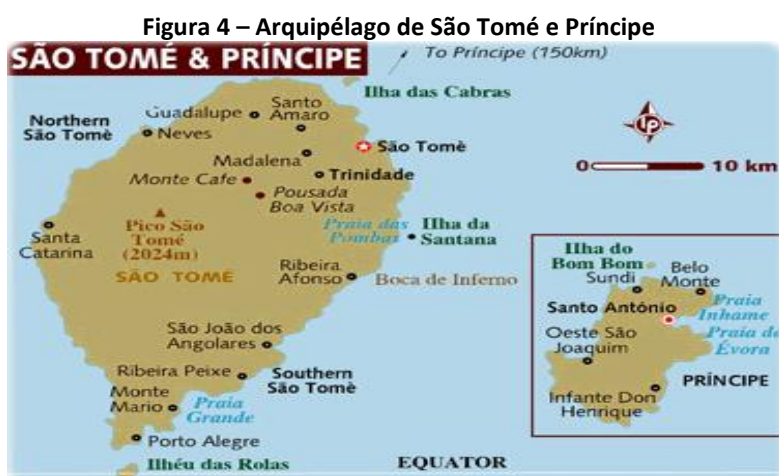 Figura 4 – Arquipélago de São Tomé e Príncipe
SÃO TOMÉ & PRÍNCIPE
To Príncipe (150km)
Ilha das Cabras
Santo
Amaro
Guadalupe
Northern
São Tomè
Neves
São Tomè
Madalena
Trinidade
Monte Cafe
Pousada
Boa Vista
10 km
0
Pico São
Tomé
(2024m)
SÃO TOMÉ
Praia das
Pombas
Ilha da
Santana
Santa
Catarina
Ribeira
Afonso
Boca de Inferno
São João dos
Angolares
Ribeira Peixe
Southern
São Tomè
Monte
Mario
Praia
Grande
Porto Alegre
Ilhéu das Rolas
EQUATOR
Ilha do
Bom Bom
Sundi
Belo
Monte
Santo António
Praia
Inhame
Oeste São
Joaquim
Praia de
Évora
PRÍNCIPE
Infante Don
Henrique